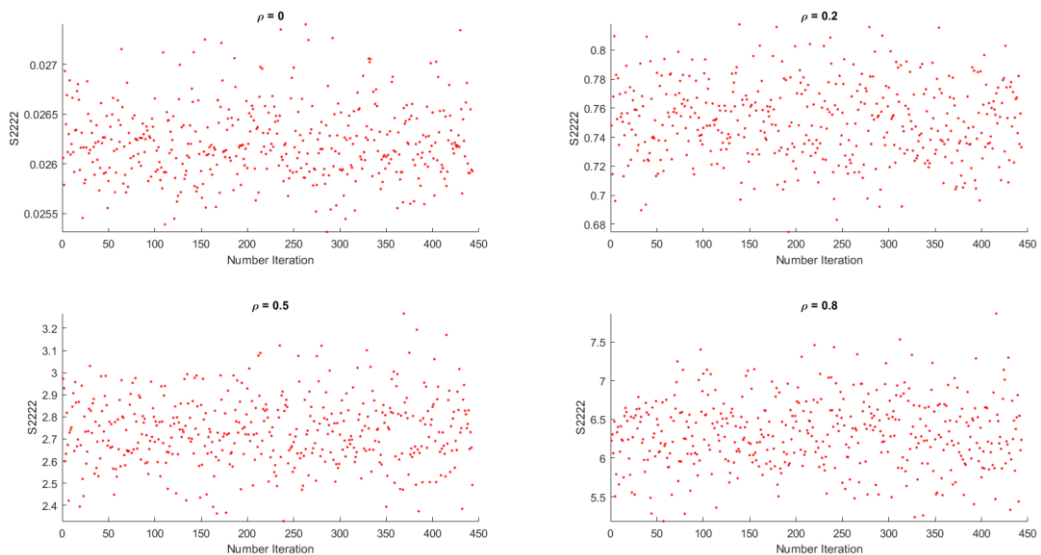 ρ = 0
0.027
0.0265
0.026
0.0255
S2222
0 50 100 150 200 250 300 350 400 450
Number Iteration
ρ = 0.2
0.8
0.78
0.76
0.74
0.72
0.7
0.68
S2222
0 50 100 150 200 250 300 350 400 450
Number Iteration
ρ = 0.5
3.2
3.1
3
2.9
2.8
2.7
2.6
2.5
2.4
S2222
0 50 100 150 200 250 300 350 400 450
Number Iteration
ρ = 0.8
7.5
7
6.5
6
5.5
S2222
0 50 100 150 200 250 300 350 400 450
Number Iteration